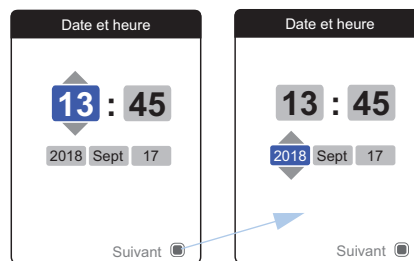 Date et heure
13 : 45
2018 Sept 17
Suivant
Date et heure
13 : 45
2018 Sept 17
Suivant